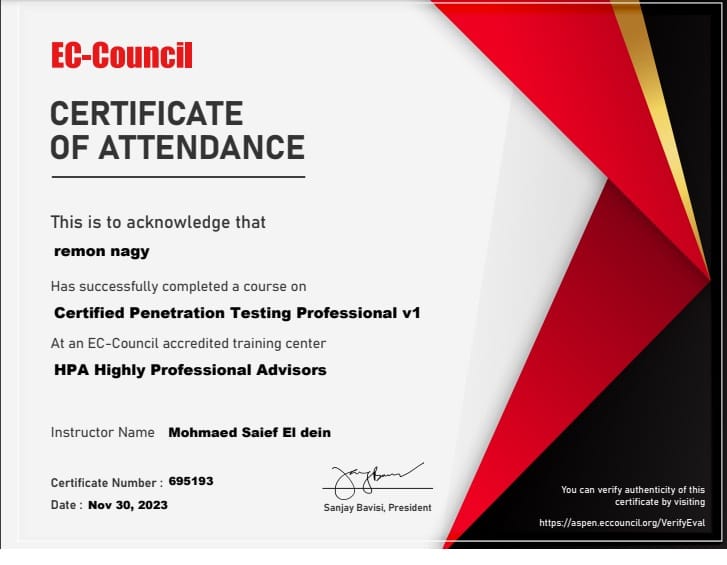 EC-Council
CERTIFICATE
OF ATTENDANCE
This is to acknowledge that
remon nagy
Has successfully completed a course on
Certified Penetration Testing Professional v1
At an EC-Council accredited training center
HPA Highly Professional Advisors
Instructor Name Mohmaed Saief El dein
Certificate Number : 695193
Date : Nov 30, 2023
Sanjay Bavisi, President
You can verify authenticity of this
certificate by visiting
https://aspen.eccouncil.org/VerifyEval